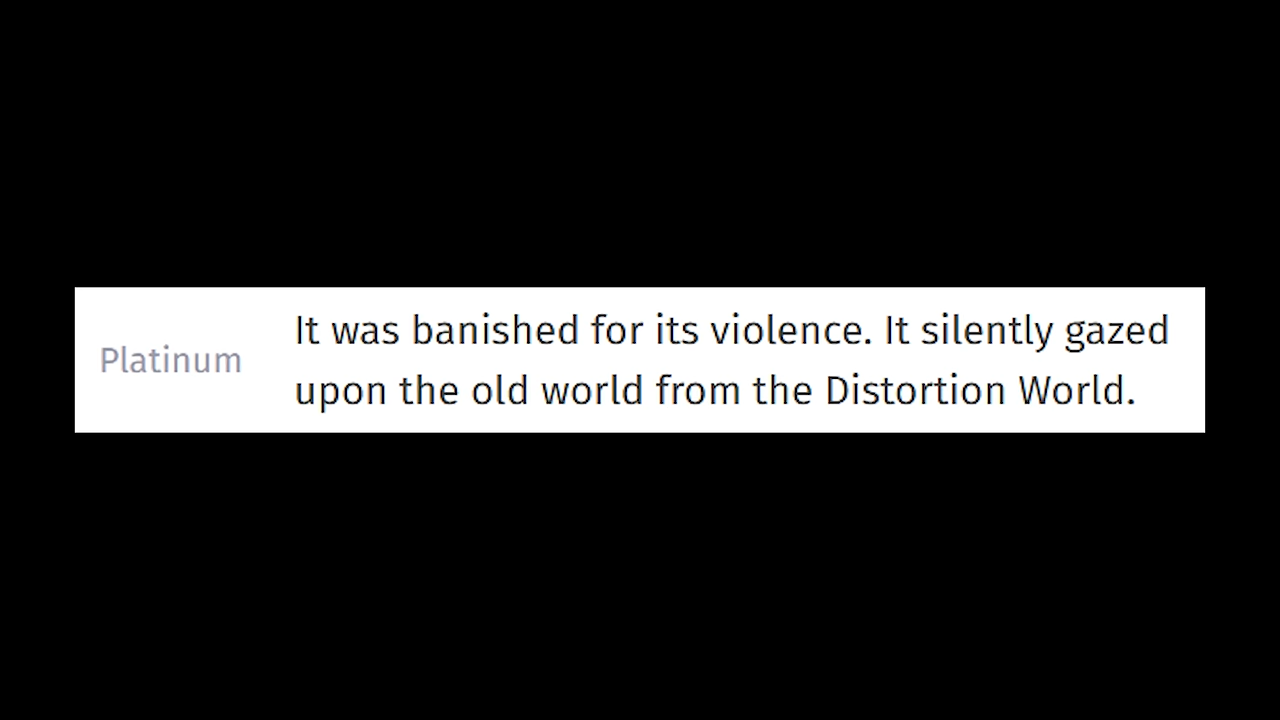 Platinum
It was banished for its violence. It silently gazed
upon the old world from the Distortion World.